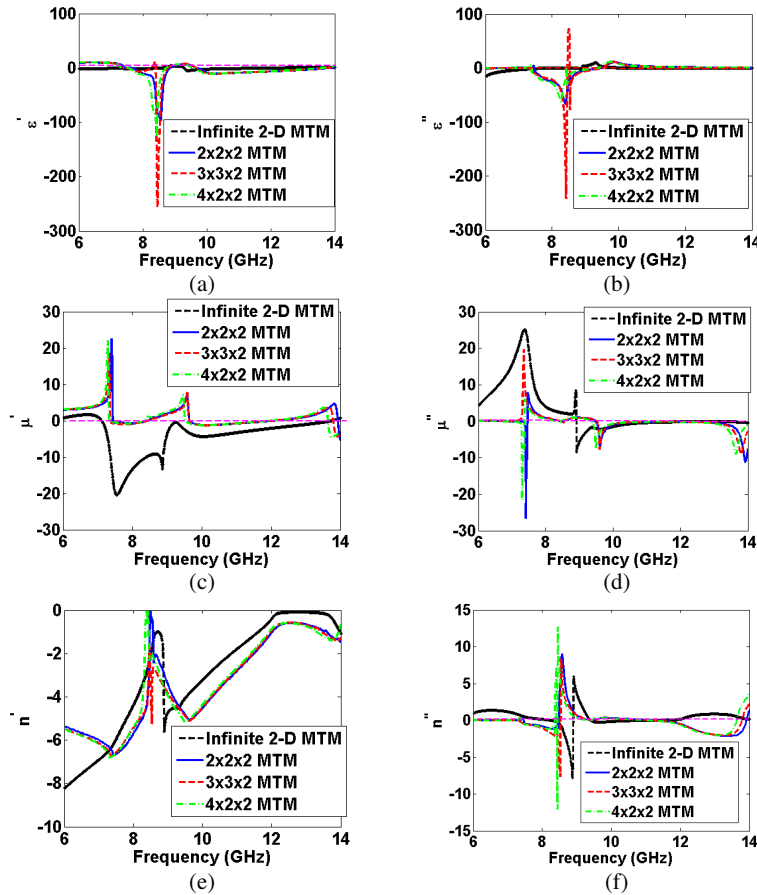 100
0
-100
-200
-300
ε'
Infinite 2-D MTM
2x2x2 MTM
3x3x2 MTM
4x2x2 MTM
6 8 10 12 14
Frequency (GHz)
(a)
100
0
-100
-200
-300
ε"
Infinite 2-D MTM
2x2x2 MTM
3x3x2 MTM
4x2x2 MTM
6 8 10 12 14
Frequency (GHz)
(b)
30
20
10
0
-10
-20
-30
μ'
Infinite 2-D MTM
2x2x2 MTM
3x3x2 MTM
4x2x2 MTM
6 8 10 12 14
Frequency (GHz)
(c)
30
20
10
0
-10
-20
-30
μ"
Infinite 2-D MTM
2x2x2 MTM
3x3x2 MTM
4x2x2 MTM
6 8 10 12 14
Frequency (GHz)
(d)
0
-2
-4
-6
-8
-10
n'
Infinite 2-D MTM
2x2x2 MTM
3x3x2 MTM
4x2x2 MTM
6 8 10 12 14
Frequency (GHz)
(e)
15
10
5
0
-5
-10
-15
n"
Infinite 2-D MTM
2x2x2 MTM
3x3x2 MTM
4x2x2 MTM
6 8 10 12 14
Frequency (GHz)
(f)